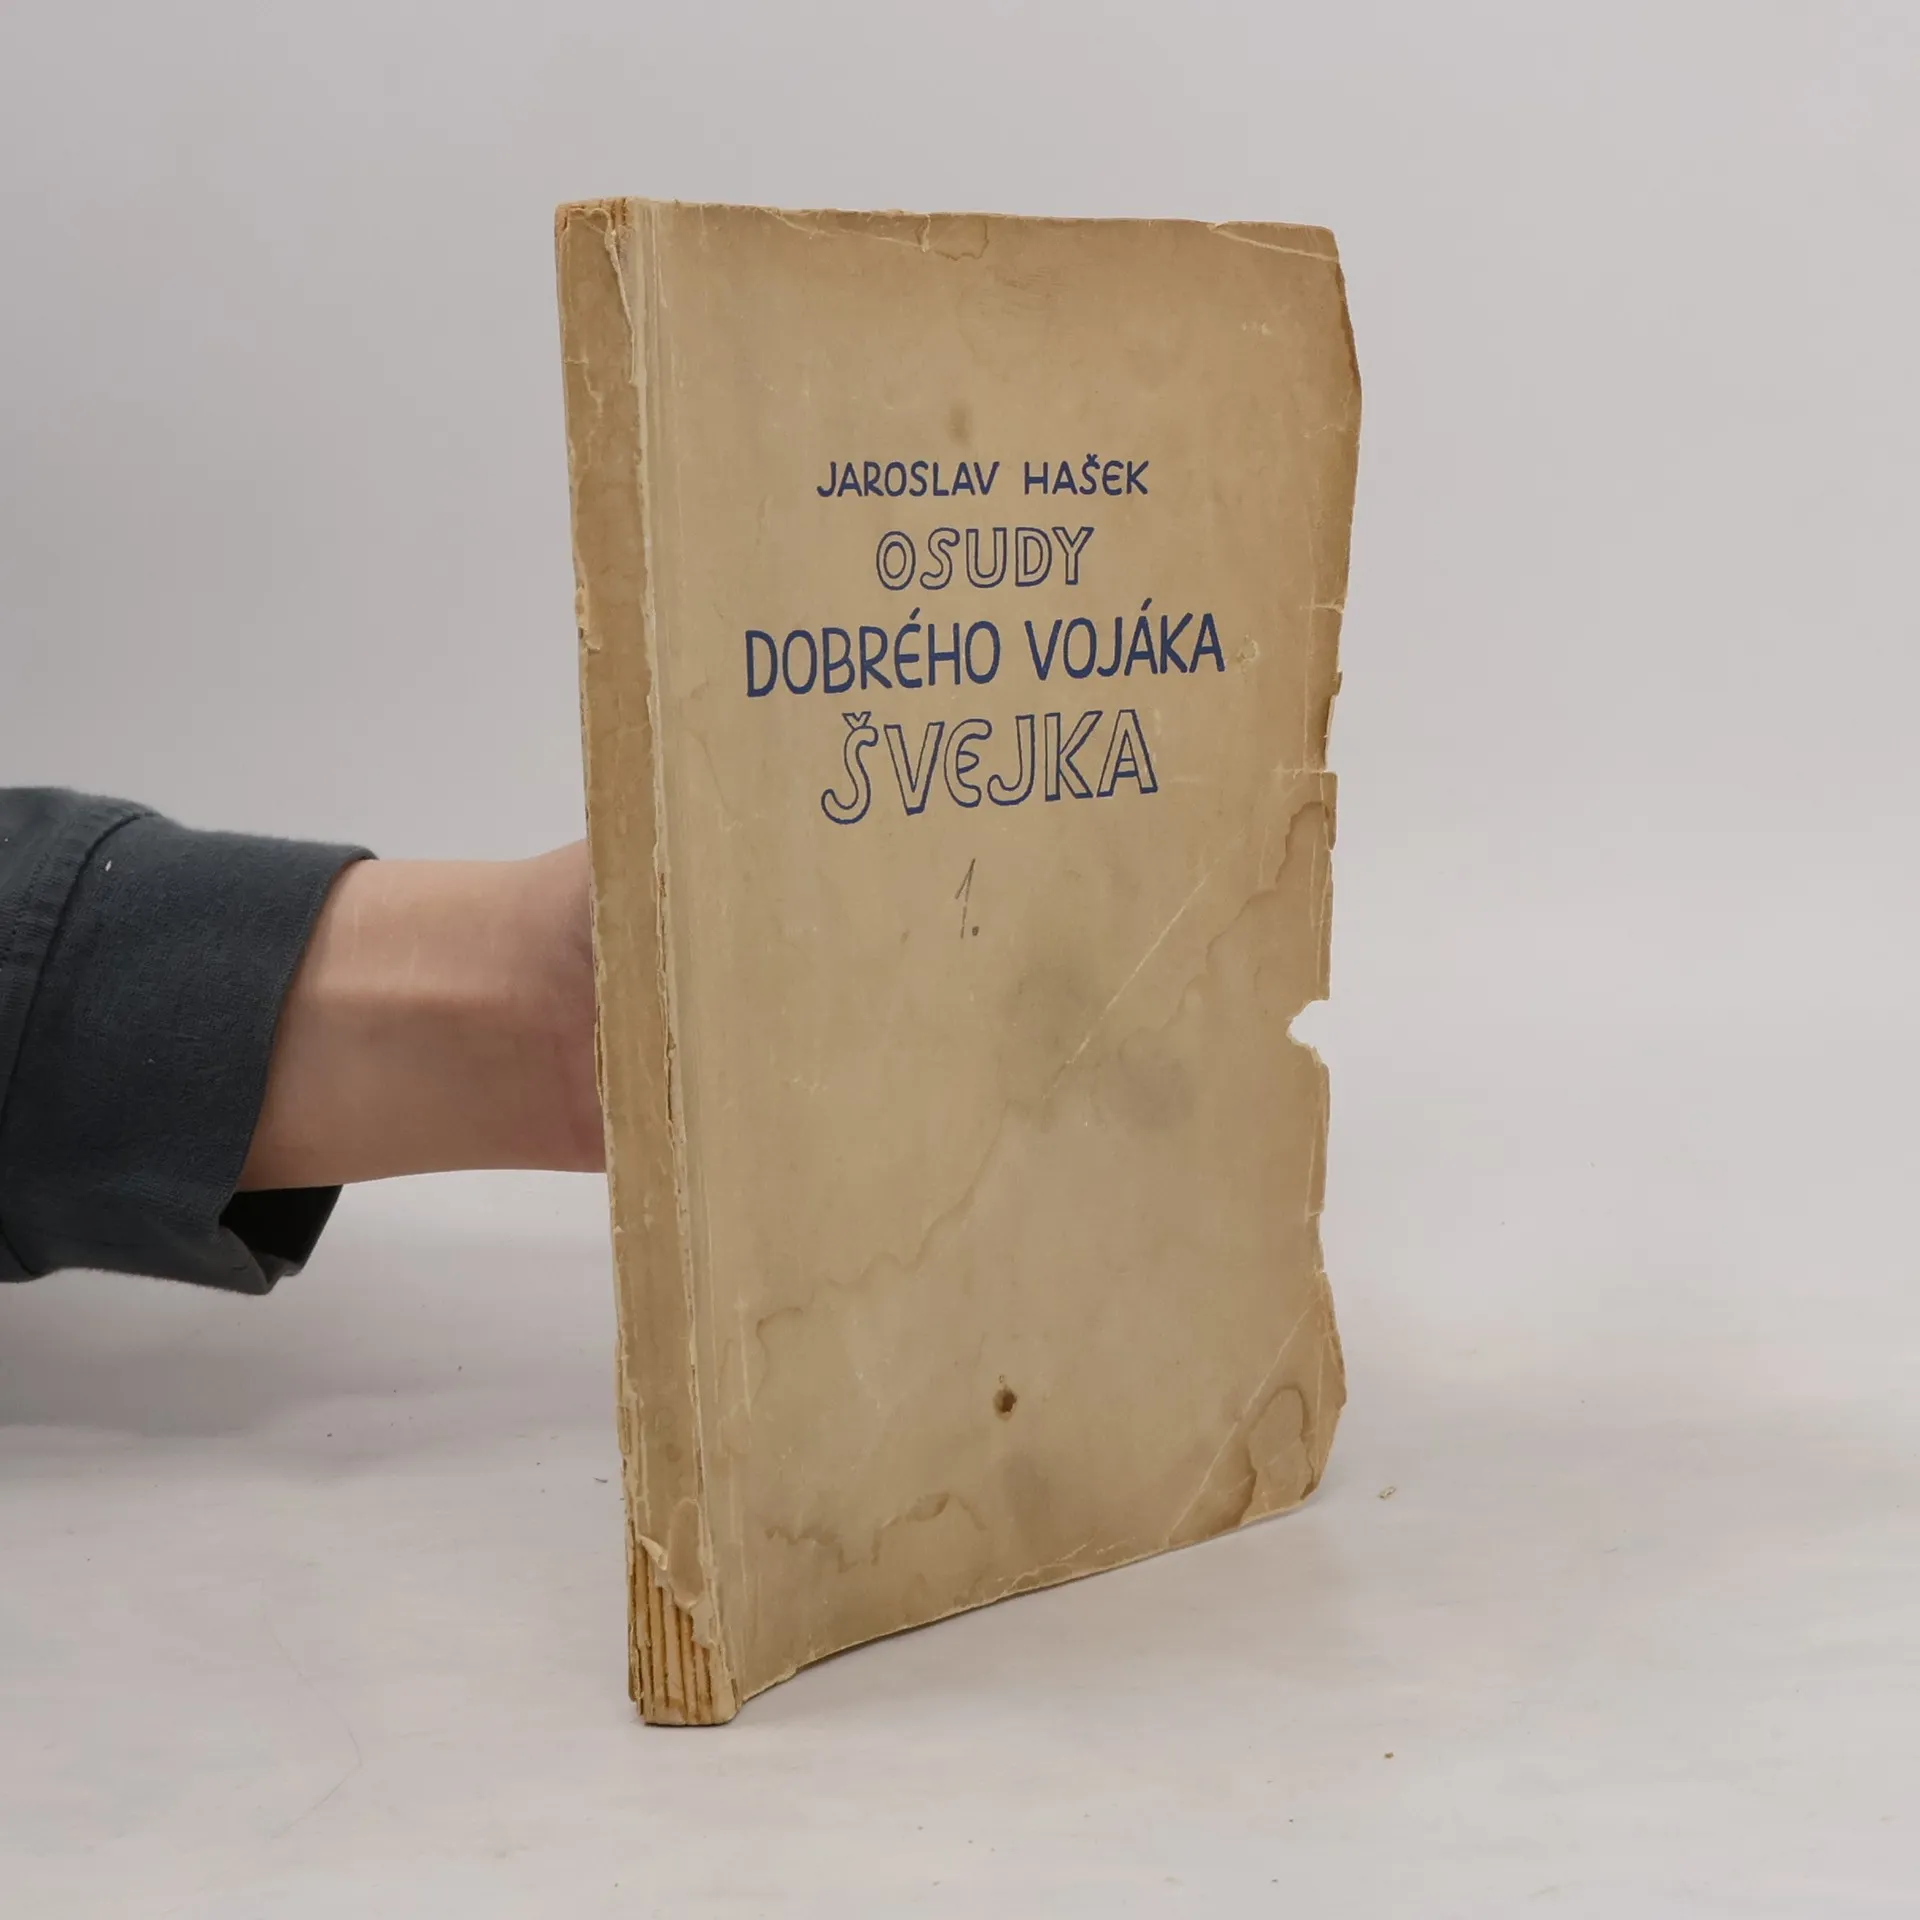 JAROSLAV HAŠEK
OSUDY
DOBRÉHO VOJÁKA
ŠVEJKA
1.